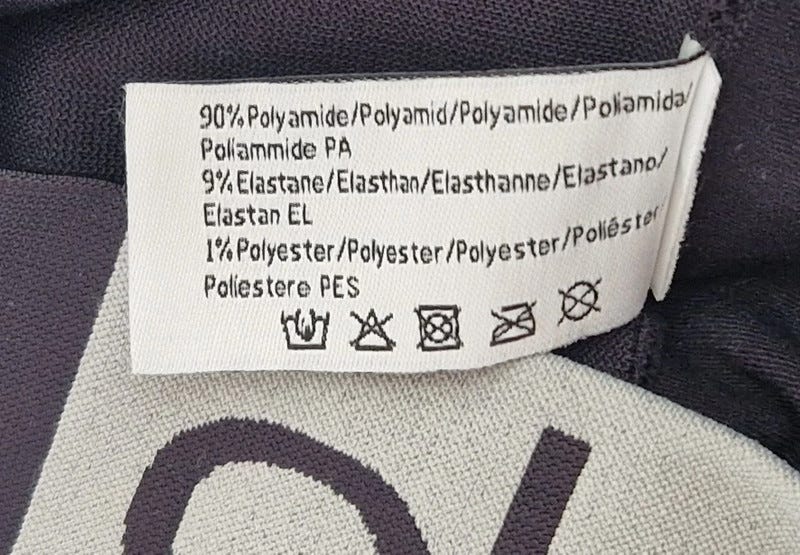 90% Polyamide/Polyamid/Polyamide/Poliamida/
Poliammide PA
9% Elastane/Elasthan/Elasthanne/Elastano/
Elastan EL
1% Polyester/Polyester/Polyester/Poliéster
Poliestere PES